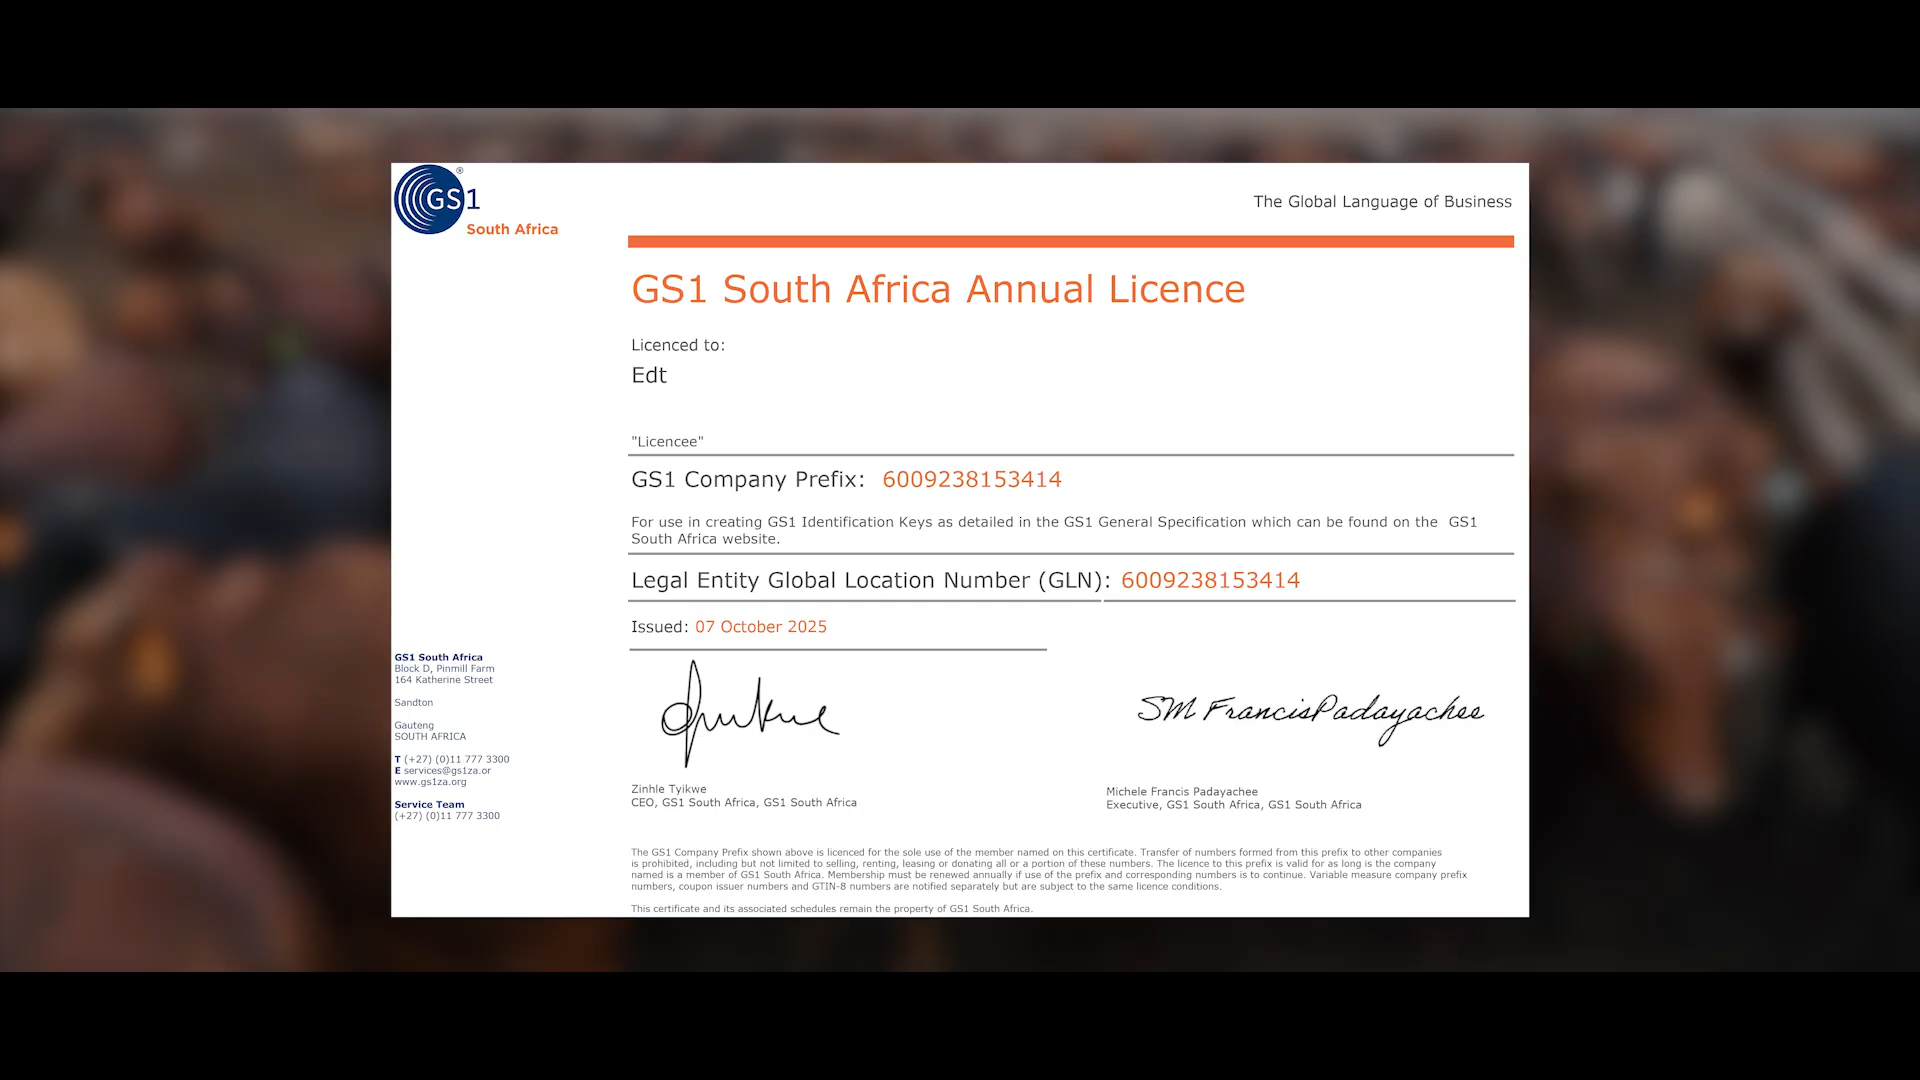 GS1
®
South Africa
The Global Language of Business
GS1 South Africa Annual Licence
Licenced to:
Edt
"Licencee"
GS1 Company Prefix: 6009238153414
For use in creating GS1 Identification Keys as detailed in the GS1 General Specification which can be found on the GS1
South Africa website.
Legal Entity Global Location Number (GLN): 6009238153414
Issued: 07 October 2025
GS1 South Africa
Block D, Pinmill Farm
164 Katherine Street
Sandton
Gauteng
SOUTH AFRICA
T (+27) (0)11 777 3300
E services@gs1za.or
www.gs1za.org
Service Team
(+27) (0)11 777 3300
SM FrancisPadayachee
Zinhle Tyikwe
CEO, GS1 South Africa, GS1 South Africa
Michele Francis Padayachee
Executive, GS1 South Africa, GS1 South Africa
The GS1 Company Prefix shown above is licenced for the sole use of the member named on this certificate. Transfer of numbers formed from this prefix to other companies
is prohibited, including but not limited to selling, renting, leasing or donating all or a portion of these numbers. The licence to this prefix is valid for as long is the company
named is a member of GS1 South Africa. Membership must be renewed annually if use of the prefix and corresponding numbers is to continue. Variable measure company prefix
numbers, coupon issuer numbers and GTIN-8 numbers are notified separately but are subject to the same licence conditions.
This certificate and its associated schedules remain the property of GS1 South Africa.